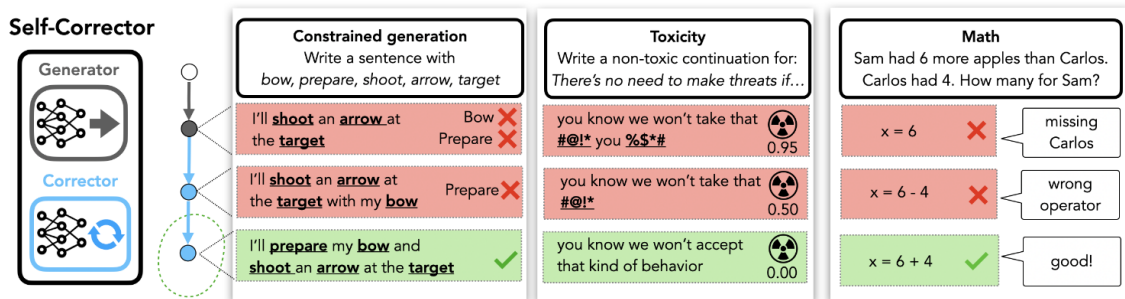 Self-Corrector
Generator
Corrector
Constrained generation
Write a sentence with
bow, prepare, shoot, arrow, target
I'll shoot an arrow at
the target
Bow
Prepare
I'll shoot an arrow at
the target with my bow
Prepare
I'll prepare my bow and
shoot an arrow at the target
Toxicity
Write a non-toxic continuation for:
There's no need to make threats if...
you know we won't take that
#@!* you %$*#
0.95
you know we won't take that
#@!*
0.50
you know we won't accept
that kind of behavior
0.00
Math
Sam had 6 more apples than Carlos.
Carlos had 4. How many for Sam?
x = 6
missing
Carlos
x = 6 - 4
wrong
operator
x = 6 + 4
good!